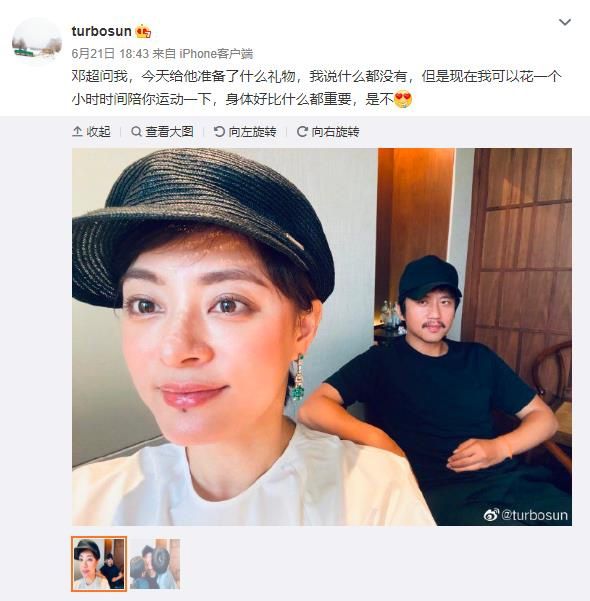 turbosun
6月21日 18:43 来自 iPhone客户端
邓超问我，今天给他准备了什么礼物，我说什么都没有，但是现在我可以花一个
小时时间陪你运动一下，身体好比什么都重要，是不
收起 查看大图 向左旋转 向右旋转
@turbosun